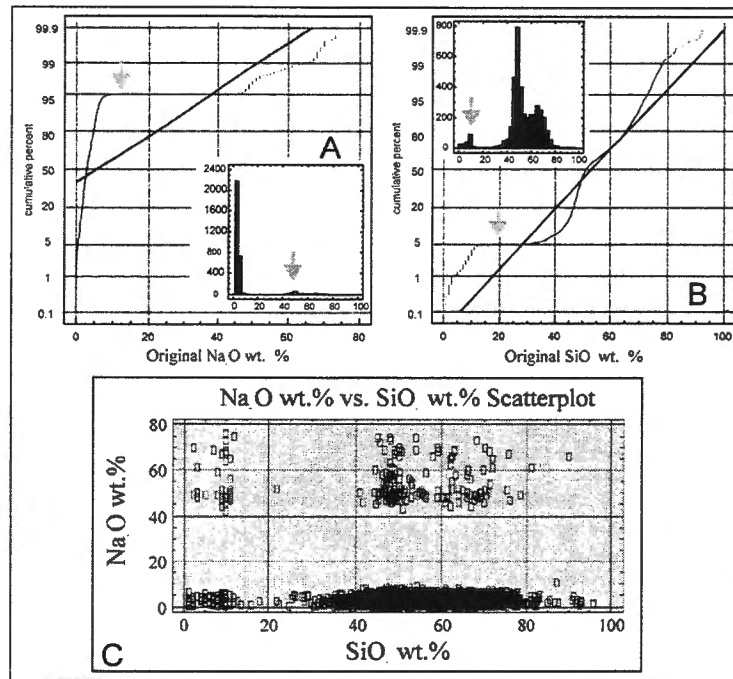 99.9
99
95
80
50
20
5
1
0.1
cumulative percent
A
2400
2000
1600
1200
800
400
0
0 20 40 60 80 100
0 20 40 60 80
Original Na O wt. %
99.9
99
95
80
50
20
5
1
0.1
cumulative percent
800
600
400
200
0
0 20 40 60 80 100
B
0 20 40 60 80 100
Original SiO wt. %
Na O wt.% vs. SiO wt.% Scatterplot
80
60
40
20
0
Na O wt.%
0 20 40 60 80 100
C
SiO wt.%